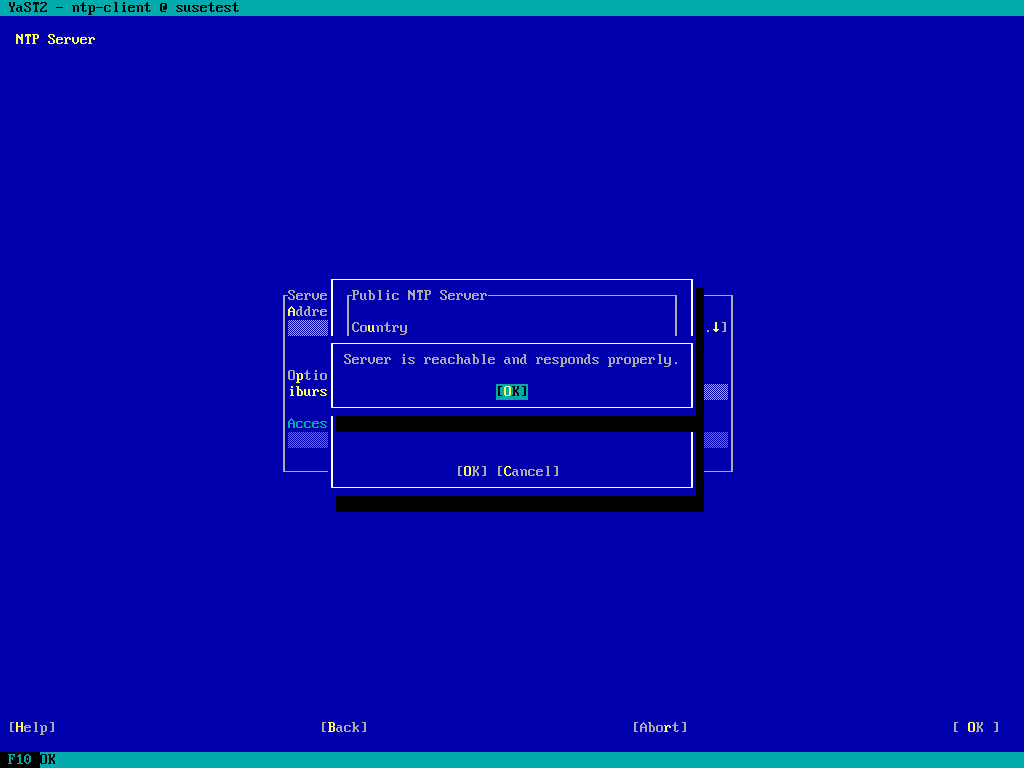 YaST2 - ntp-client @ susetest
NTP Server
Serve
Public NTP Server
Addre
Country
.↓]
Server is reachable and responds properly.
Optio
iburs
[OK]
Acces
[OK] [Cancel]
[Help] [Back] [Abort] [ OK ]
F10 OK